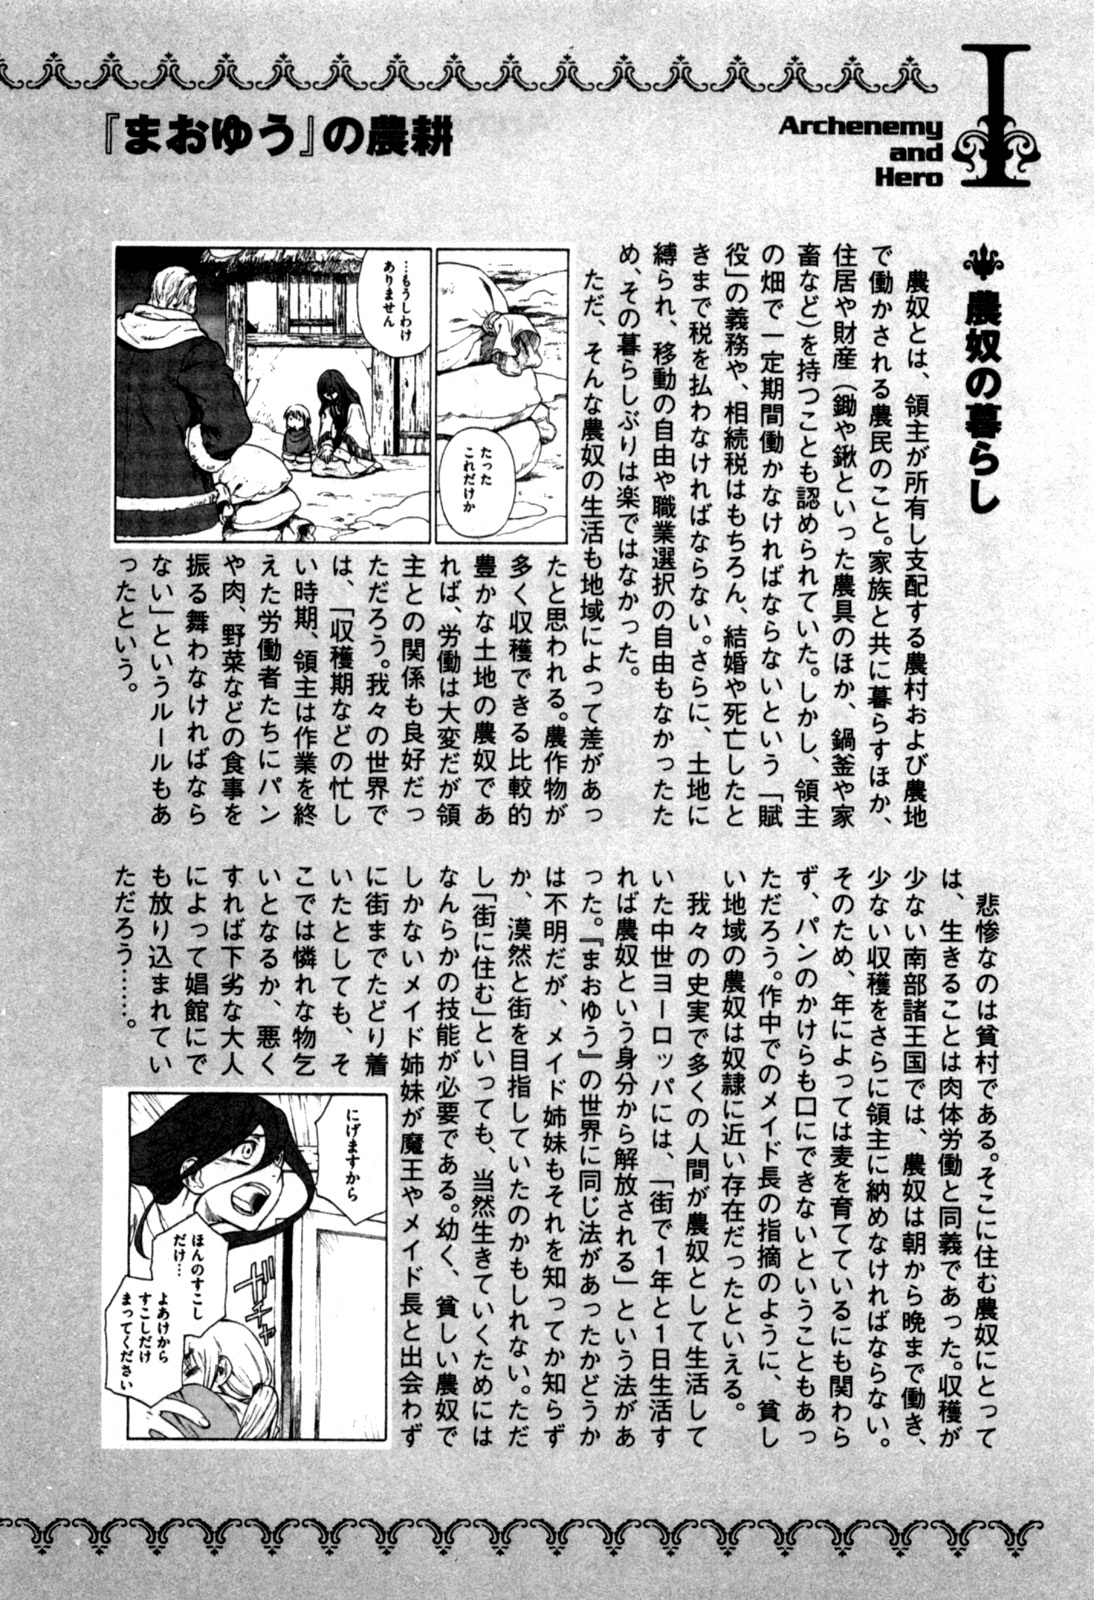 I
Archenemy
and
Hero
『まおゆう』の農耕
農奴の暮らし
農奴とは、領主が所有し支配する農村および農地
で働かされる農民のこと。家族と共に暮らすほか、
住居や財産（鋤や鍬といった農具のほか、鍋釜や家
畜など）を持つことも認められていた。しかし、領主
の畑で一定期間働かなければならないという「賦
役」の義務や、相続税はもちろん、結婚や死亡したと
きまで税を払わなければならない。さらに、土地に
縛られ、移動の自由や職業選択の自由もなかったた
め、その暮らしぶりは楽ではなかった。
ただ、そんな農奴の生活も地域によって差があっ
たと思われる。農作物が
多く収穫できる比較的
豊かな土地の農奴であ
れば、労働は大変だが領
主との関係も良好だっ
ただろう。我々の世界で
は、「収穫期などの忙し
い時期、領主は作業を終
えた労働者たちにパン
や肉、野菜などの食事を
振る舞わなければなら
ない」というルールもあ
ったという。
たった
これだけか
…もうしわけ
ありません
悲惨なのは貧村である。そこに住む農奴にとって
は、生きることは肉体労働と同義であった。収穫が
少ない南部諸王国では、農奴は朝から晩まで働き、
少ない収穫をさらに領主に納めなければならない。
そのため、年によっては麦を育てているにも関わら
ず、パンのかけらも口にできないということもあっ
ただろう。作中でのメイド長の指摘のように、貧し
い地域の農奴は奴隷に近い存在だったといえる。
我々の史実で多くの人間が農奴として生活して
いた中世ヨーロッパには、「街で1年と1日生活す
れば農奴という身分から解放される」という法があ
った。『まおゆう』の世界に同じ法があったかどうか
は不明だが、メイド姉妹もそれを知ってか知らず
か、漠然と街を目指していたのかもしれない。ただ
し「街に住む」といっても、当然生きていくためには
なんらかの技能が必要である。幼く、貧しい農奴で
しかないメイド姉妹が魔王やメイド長と出会わず
に街までたどり着
いたとしても、そ
こでは憐れな物乞
いとなるか、悪く
すれば下劣な大人
によって娼館にで
も放り込まれてい
ただろう……。
にげますから
ほんのすこし
だけ…
よあけから
すこしだけ
まってください
ガチャ